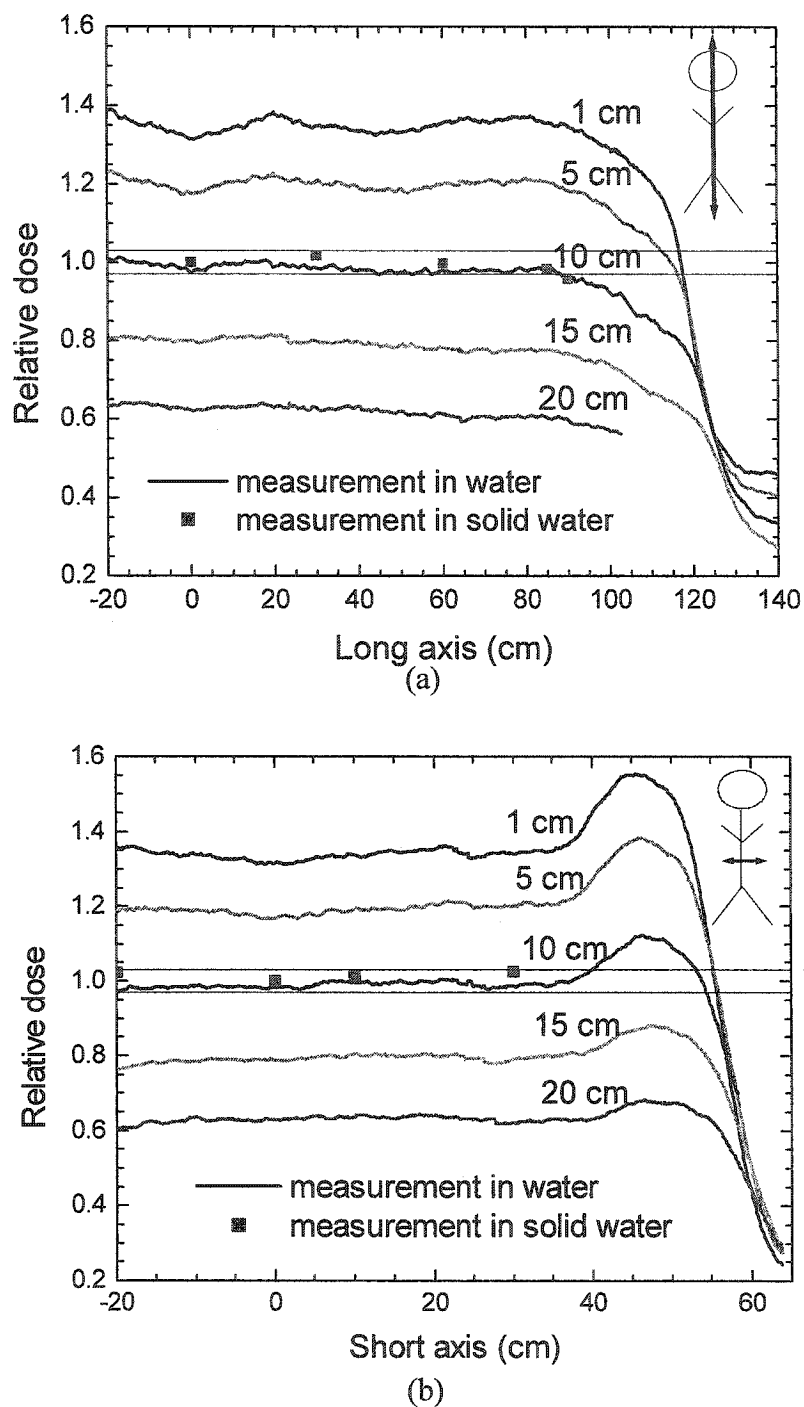 1.6
1.4
1.2
1.0
0.8
0.6
0.4
0.2
Relative dose
1 cm
5 cm
10 cm
15 cm
20 cm
measurement in water
measurement in solid water
-20 0 20 40 60 80 100 120 140
Long axis (cm)
(a)
1.6
1.4
1.2
1.0
0.8
0.6
0.4
0.2
Relative dose
1 cm
5 cm
10 cm
15 cm
20 cm
measurement in water
measurement in solid water
-20 0 20 40 60
Short axis (cm)
(b)